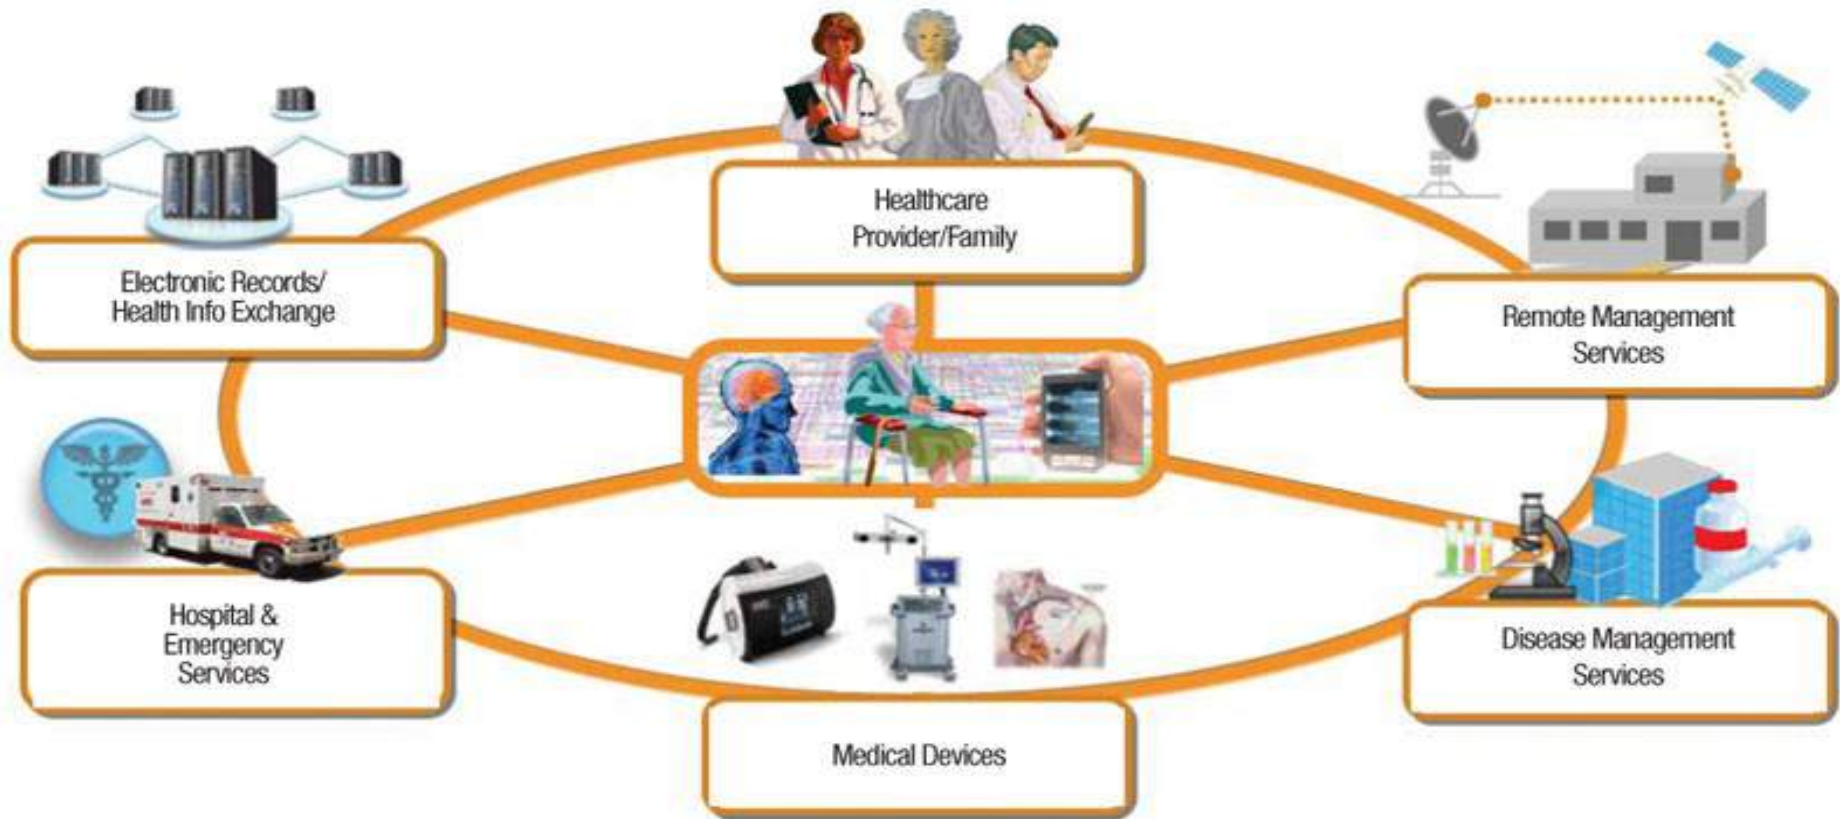 Healthcare
Provider/Family
Electronic Records/
Health Info Exchange
Remote Management
Services
Hospital &
Emergency
Services
Disease Management
Services
Medical Devices